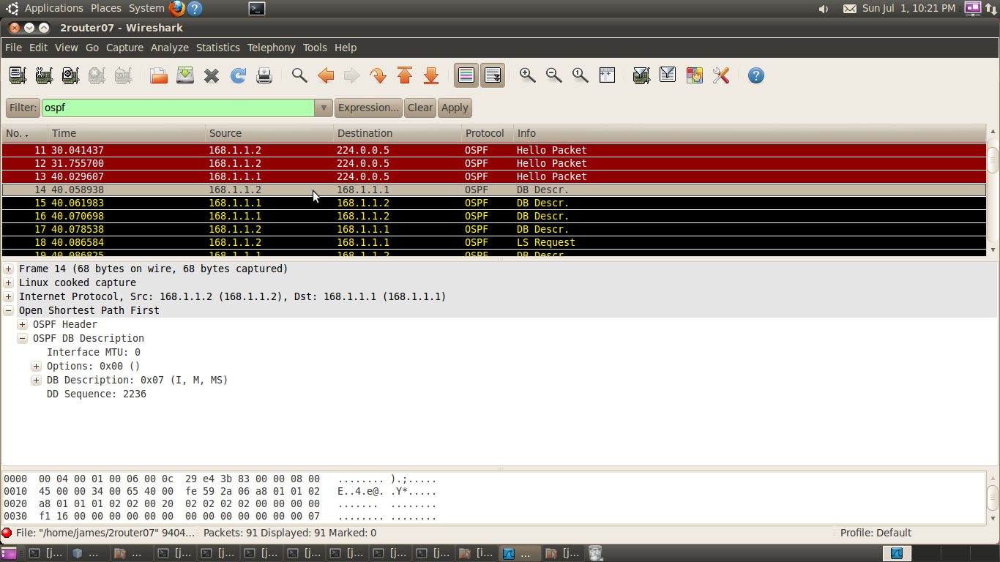 Applications Places System Sun Jul 1, 10:21 PM
2router07 - Wireshark
File Edit View Go Capture Analyze Statistics Telephony Tools Help
Filter: ospf Expression... Clear Apply
No. Time Source Destination Protocol Info
11 30.041437 168.1.1.2 224.0.0.5 OSPF Hello Packet
12 31.755700 168.1.1.2 224.0.0.5 OSPF Hello Packet
13 40.029607 168.1.1.1 224.0.0.5 OSPF Hello Packet
14 40.058938 168.1.1.2 168.1.1.1 OSPF DB Descr.
15 40.061983 168.1.1.1 168.1.1.2 OSPF DB Descr.
16 40.070698 168.1.1.1 168.1.1.2 OSPF DB Descr.
17 40.078538 168.1.1.2 168.1.1.1 OSPF DB Descr.
18 40.086584 168.1.1.2 168.1.1.1 OSPF LS Request
19 40.086825 168.1.1.1 168.1.1.2 OSPF DB Descr.
Frame 14 (68 bytes on wire, 68 bytes captured)
Linux cooked capture
Internet Protocol, Src: 168.1.1.2 (168.1.1.2), Dst: 168.1.1.1 (168.1.1.1)
Open Shortest Path First
OSPF Header
OSPF DB Description
Interface MTU: 0
Options: 0x00 ()
DB Description: 0x07 (I, M, MS)
DD Sequence: 2236
0000 00 04 00 01 00 06 00 0c 29 e4 3b 83 00 00 08 00 ........ ).;.....
0010 45 00 00 34 00 65 40 00 fe 59 2a 06 a8 01 01 02 E..4.e@. .Y*.....
0020 a8 01 01 01 02 02 00 20 02 02 02 02 00 00 00 00 ....... ........
0030 f1 16 00 00 00 00 00 00 00 00 00 00 00 00 00 07 ........ ........
File: "/home/james/2router07" 9404... Packets: 91 Displayed: 91 Marked: 0 Profile: Default
[j... ... ... [j... [j... [j... [j... [j... [j... [j... [i... ... [j...